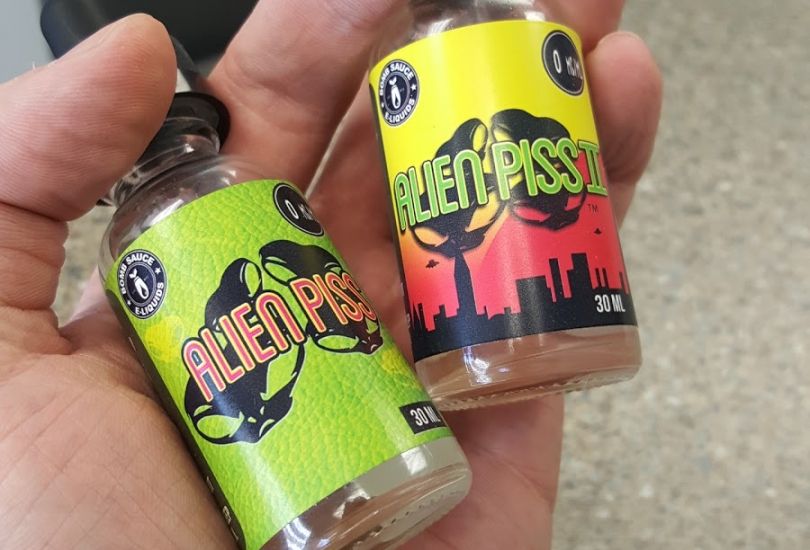 BOMB SAUCE
E-LIQUIDS
0
ALIEN PISS
30 ML
BOMB SAUCE
E-LIQUIDS
0 MG/ML
ALIEN PISS II
TM
30 ML